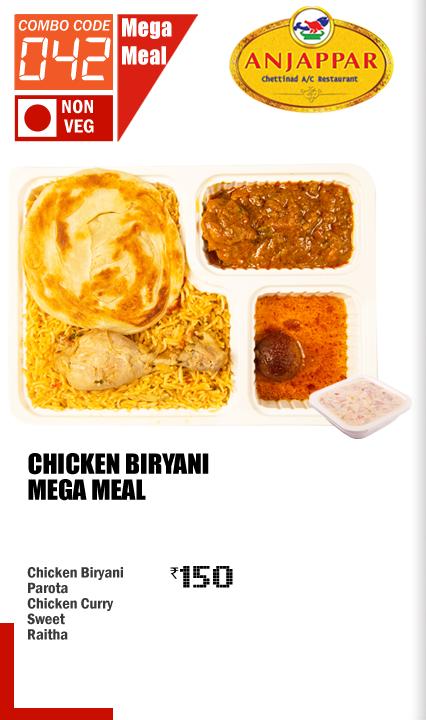 COMBO CODE
042
Mega
Meal
NON
VEG
ANJAPPAR
Chettinad A/C Restaurant
CHICKEN BIRYANI
MEGA MEAL
Chicken Biryani
Parota
Chicken Curry
Sweet
Raitha
₹150